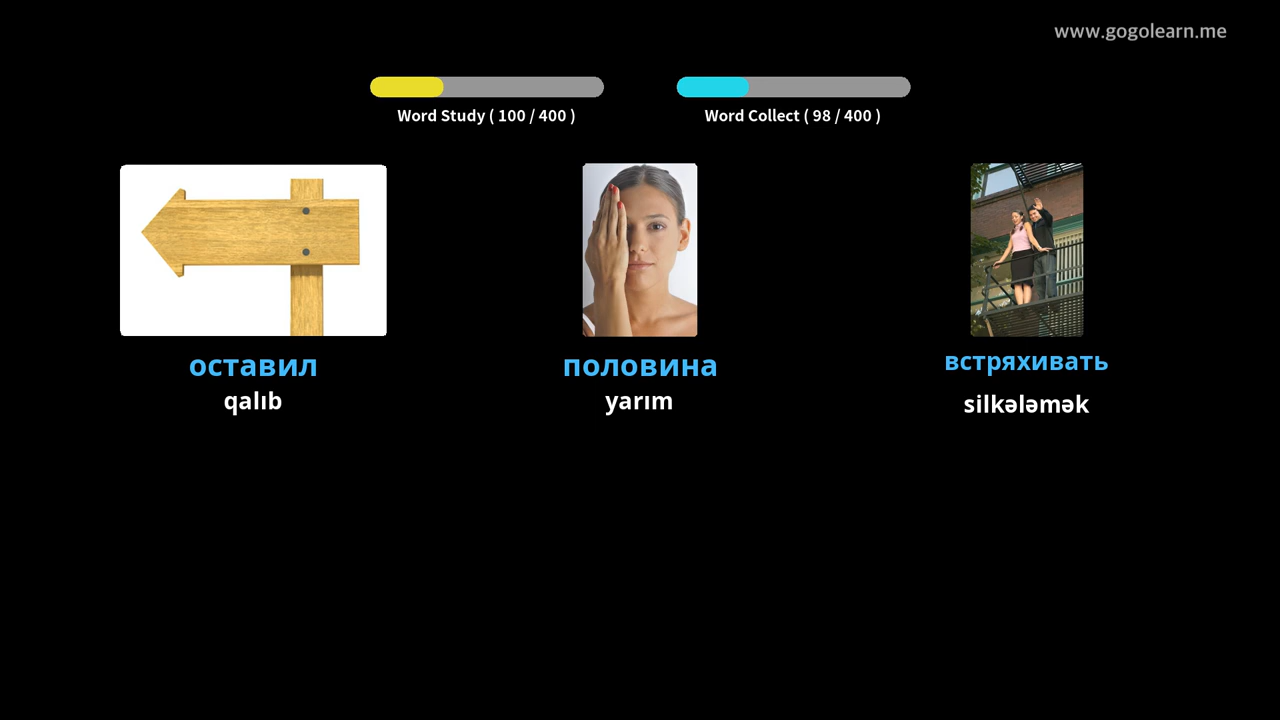 www.gogolearn.me
Word Study ( 100 / 400 )
Word Collect ( 98 / 400 )
оставил
qalıb
половина
yarım
встряхивать
silkələmək